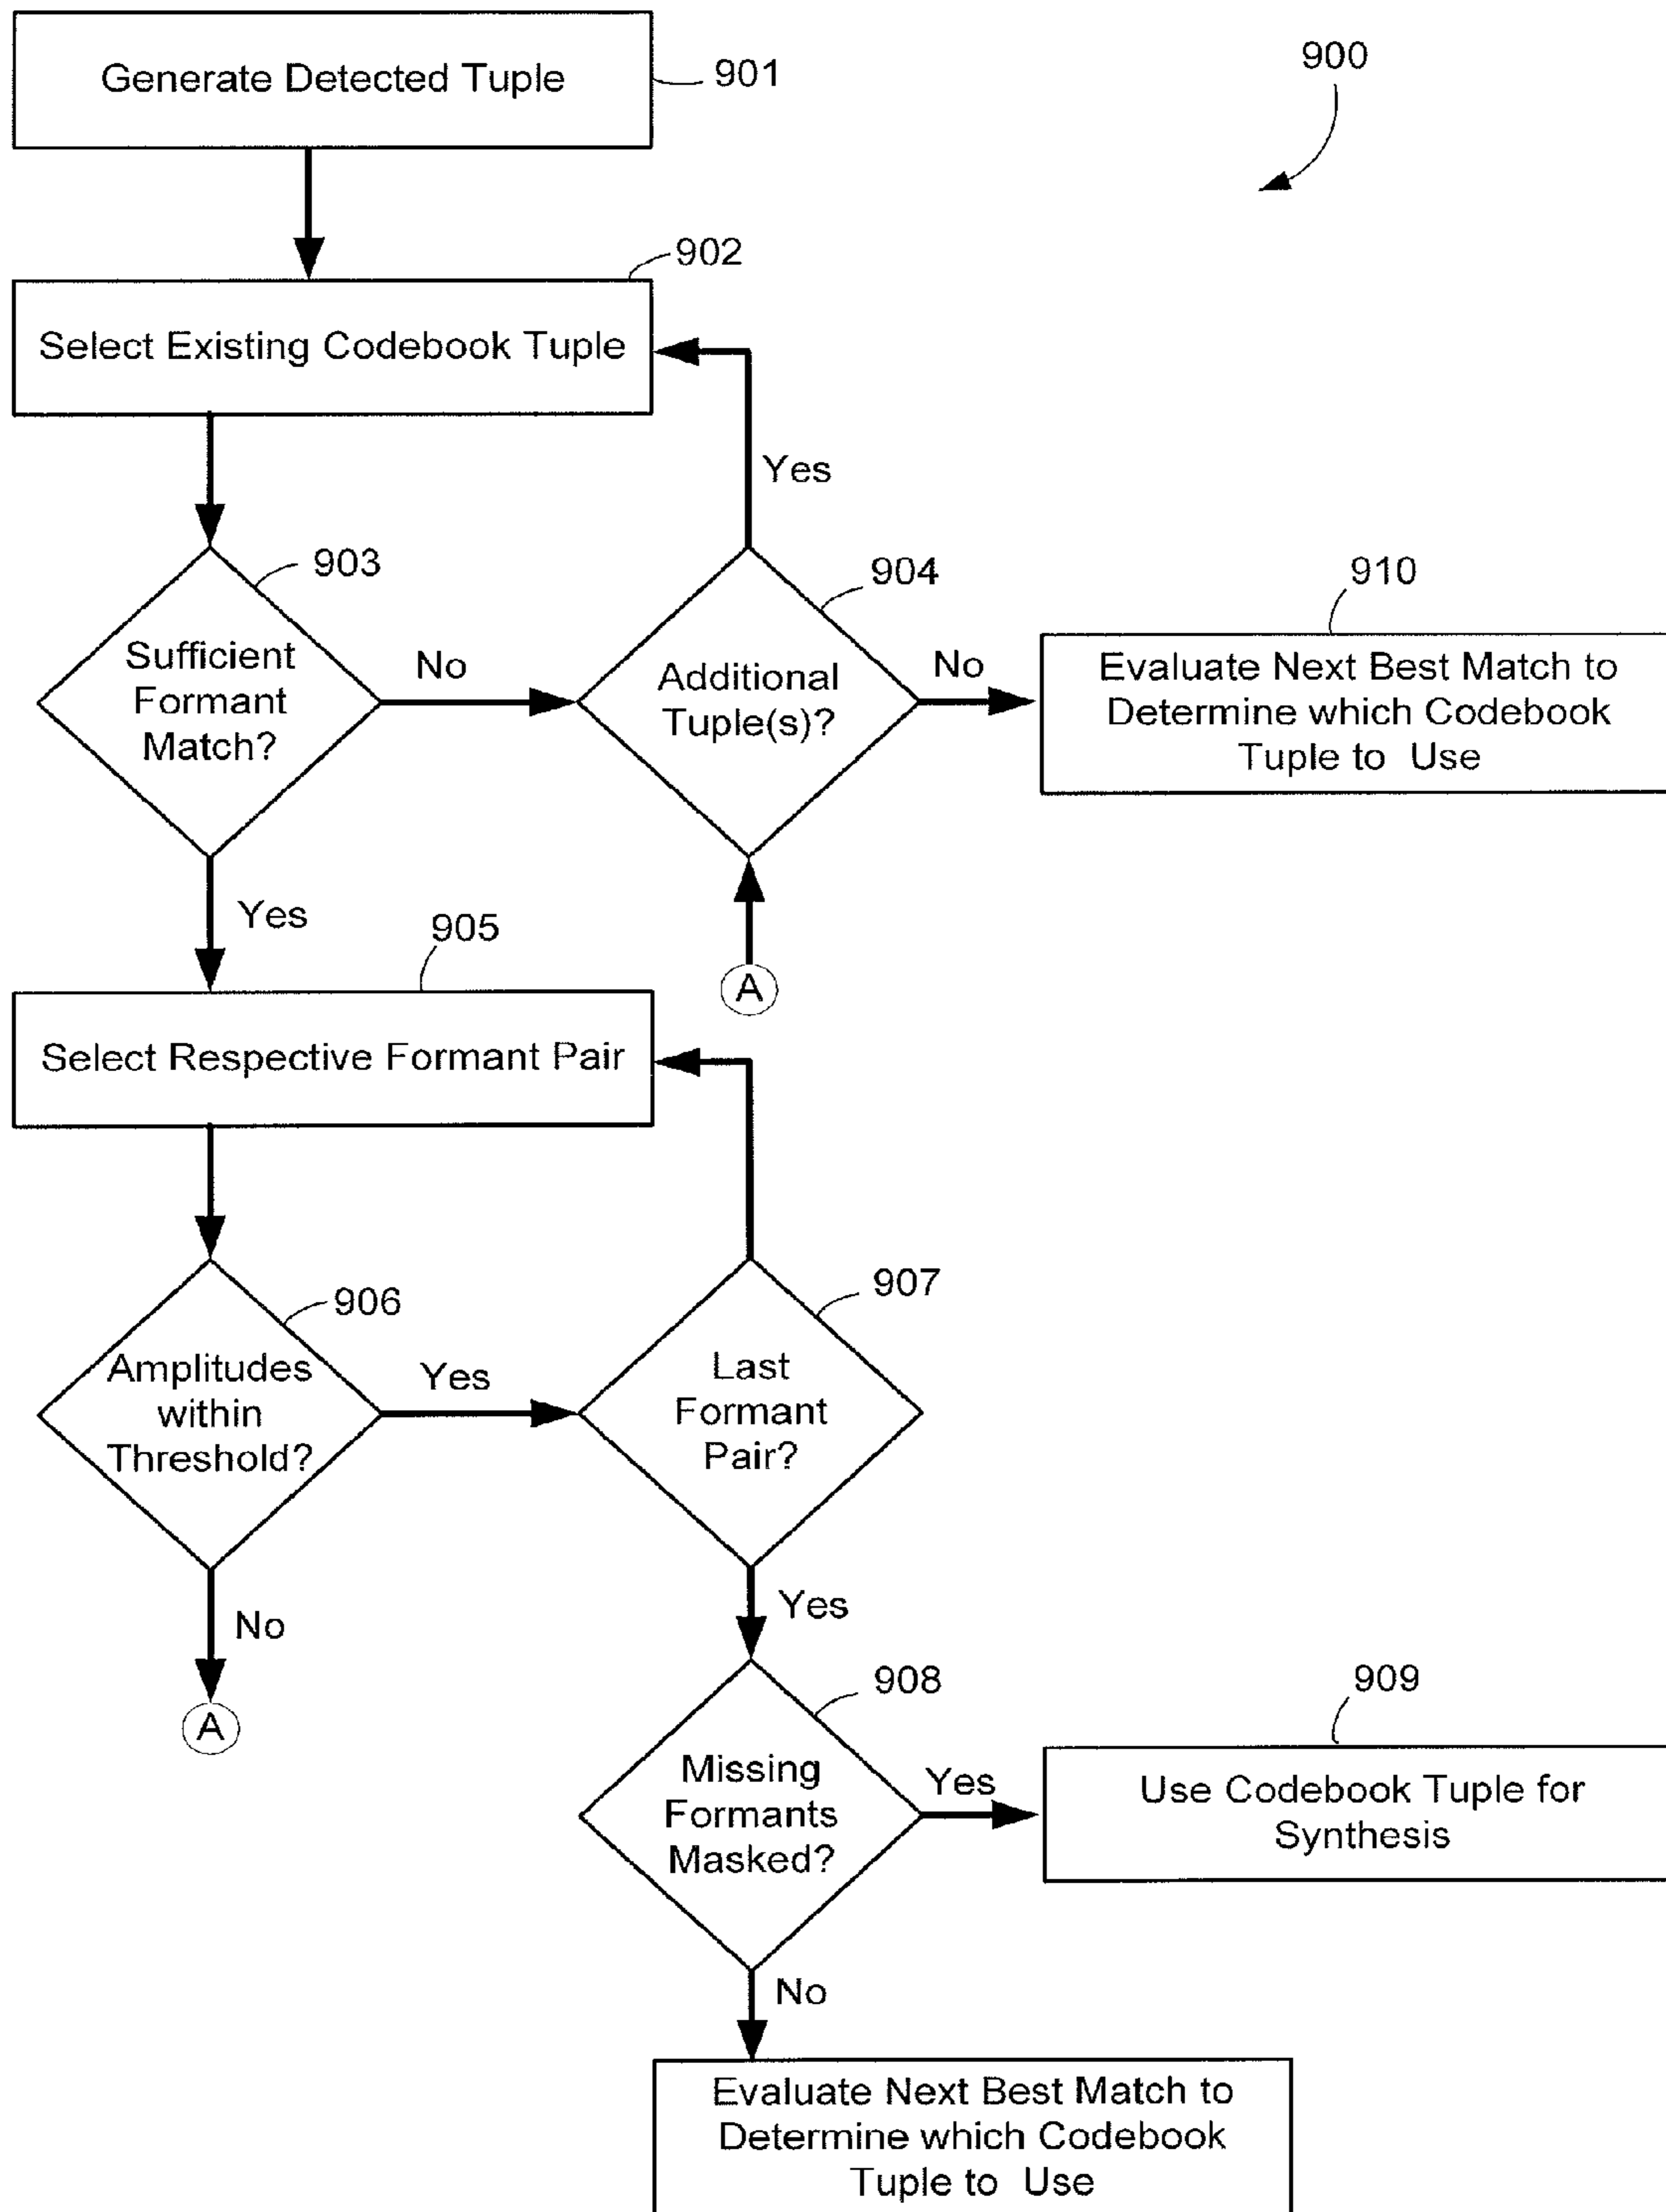 Generate Detected Tuple
901
900
902
Select Existing Codebook Tuple
Yes
903
904
910
Sufficient
Formant
Match?
No
Additional
Tuple(s)?
No
Evaluate Next Best Match to
Determine which Codebook
Tuple to Use
Yes
905
A
Select Respective Formant Pair
906
907
Amplitudes
within
Threshold?
Yes
Last
Formant
Pair?
No
Yes
A
908
909
Missing
Formants
Masked?
Yes
Use Codebook Tuple for
Synthesis
No
Evaluate Next Best Match to
Determine which Codebook
Tuple to Use